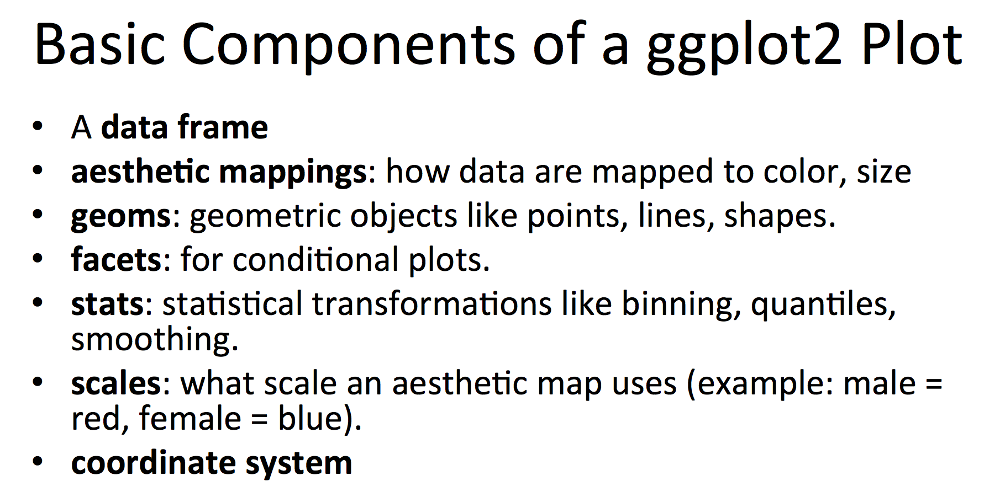 Basic Components of a ggplot2 Plot
• A data frame
• aesthetic mappings: how data are mapped to color, size
• geoms: geometric objects like points, lines, shapes.
• facets: for conditional plots.
• stats: statistical transformations like binning, quantiles,
smoothing.
• scales: what scale an aesthetic map uses (example: male =
red, female = blue).
• coordinate system